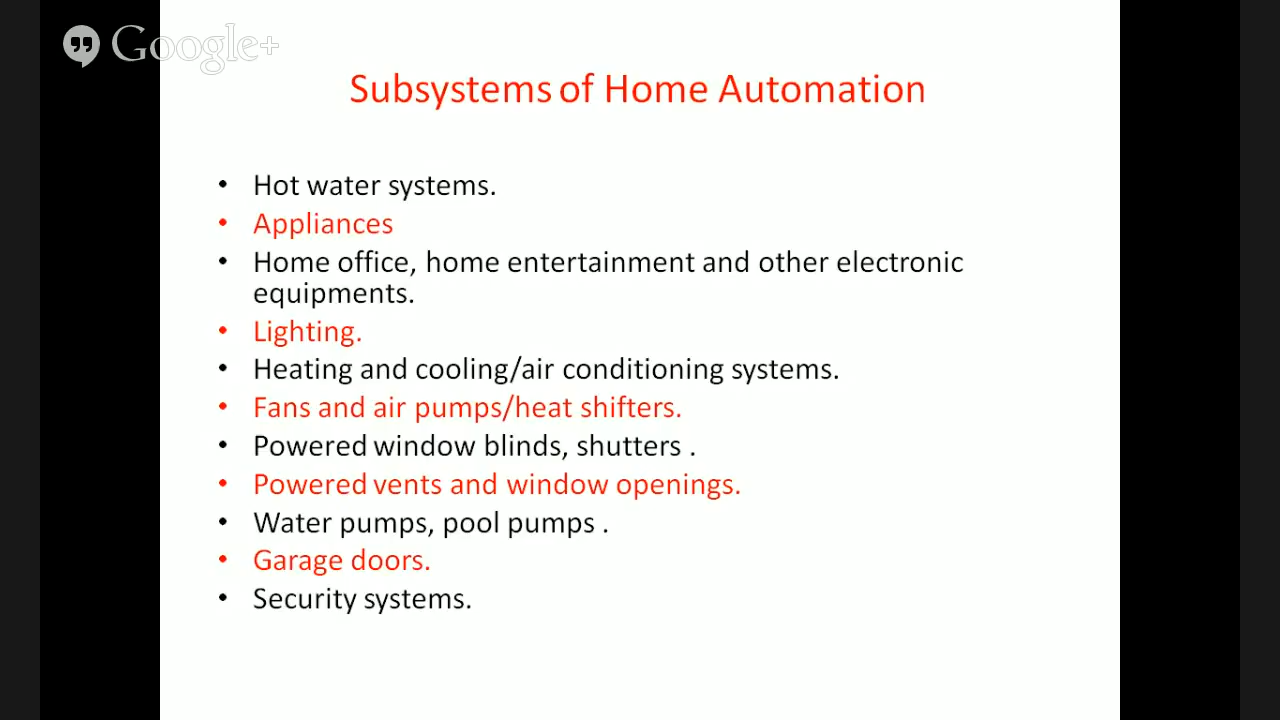 Google+
Subsystems of Home Automation
• Hot water systems.
• Appliances
• Home office, home entertainment and other electronic
equipments.
• Lighting.
• Heating and cooling/air conditioning systems.
• Fans and air pumps/heat shifters.
• Powered window blinds, shutters .
• Powered vents and window openings.
• Water pumps, pool pumps .
• Garage doors.
• Security systems.